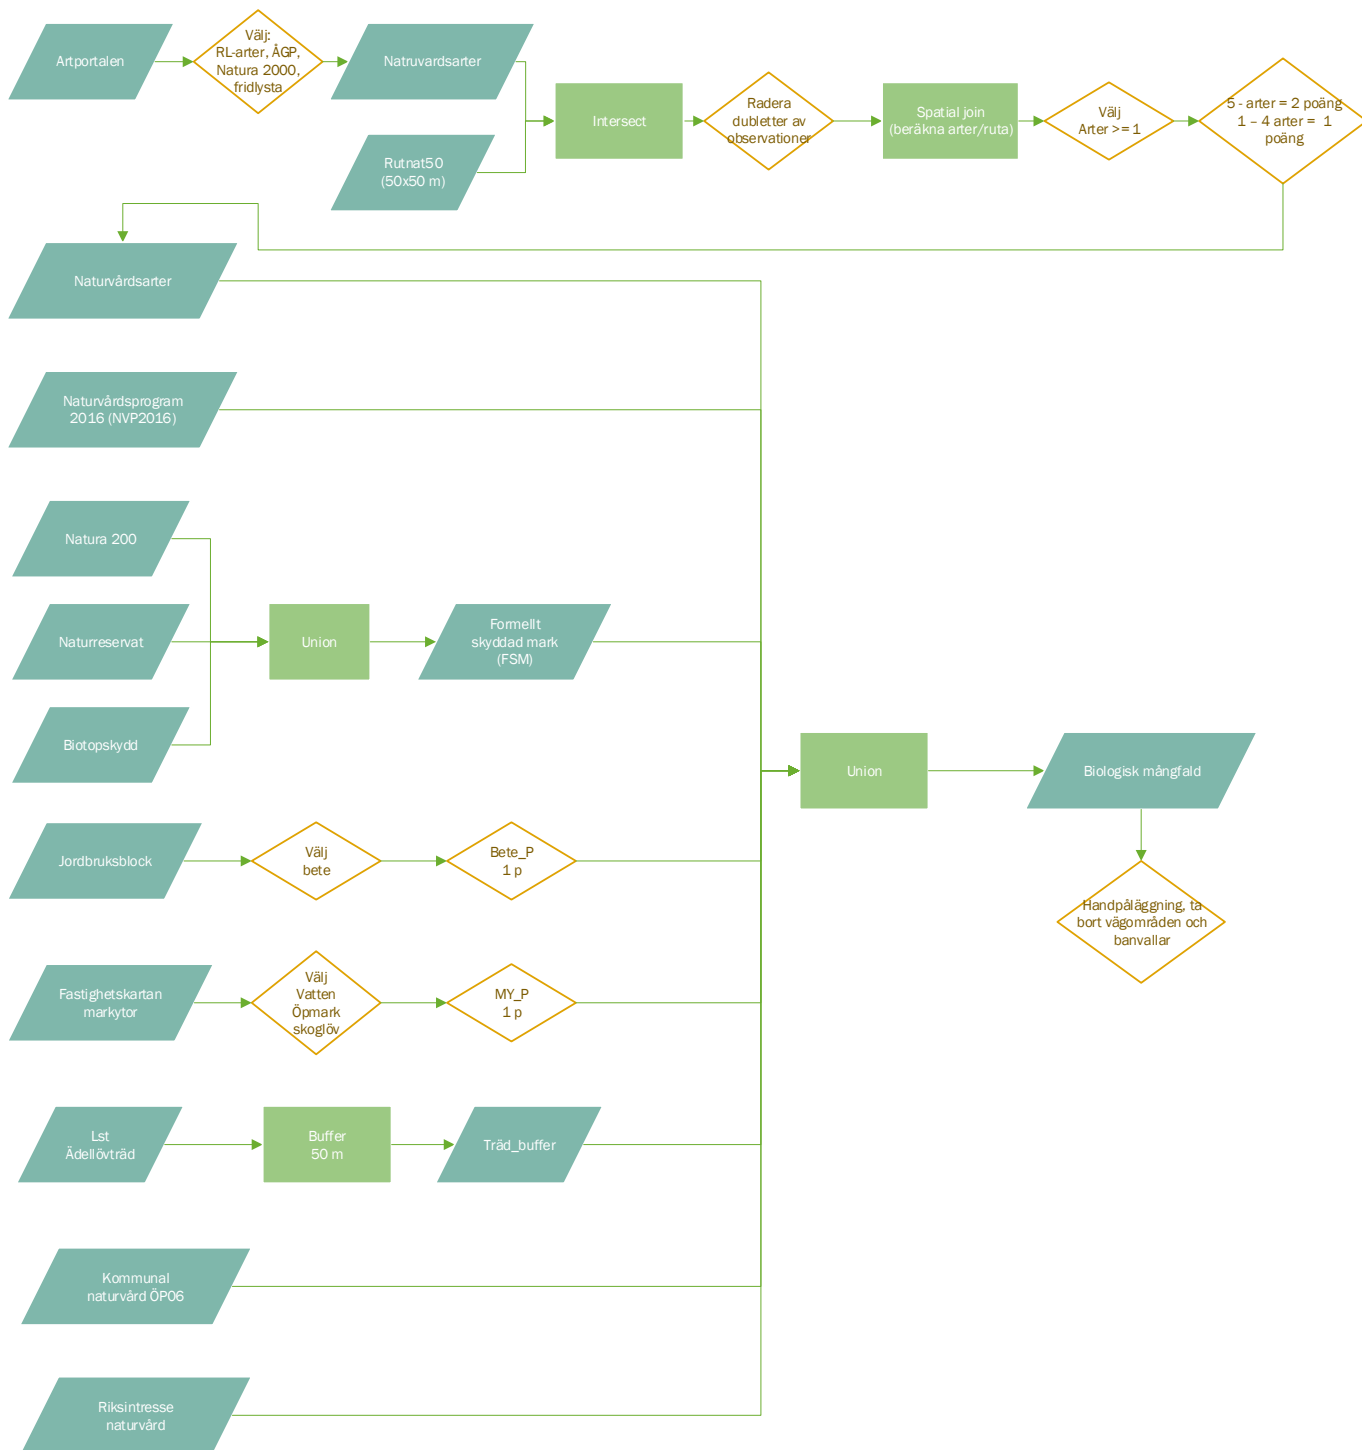 Artportalen
Välj:
RL-arter, ÅGP,
Natura 2000,
fridlysta
Natruvardsarter
Rutnat50
(50x50 m)
Intersect
Radera
dubletter av
observationer
Spatial join
(beräkna arter/ruta)
Välj
Arter >= 1
5 - arter = 2 poäng
1 – 4 arter = 1
poäng
Naturvårdsarter
Naturvårdsprogram
2016 (NVP2016)
Natura 200
Naturreservat
Biotopskydd
Union
Formellt
skyddad mark
(FSM)
Jordbruksblock
Välj
bete
Bete_P
1 p
Fastighetskartan
markytor
Välj
Vatten
Öpmark
skoglöv
MY_P
1 p
Lst
Ädellövträd
Buffer
50 m
Träd_buffer
Kommunal
naturvård ÖP06
Riksintresse
naturvård
Union
Biologisk mångfald
Handpåläggning, ta
bort vägområden och
banvallar